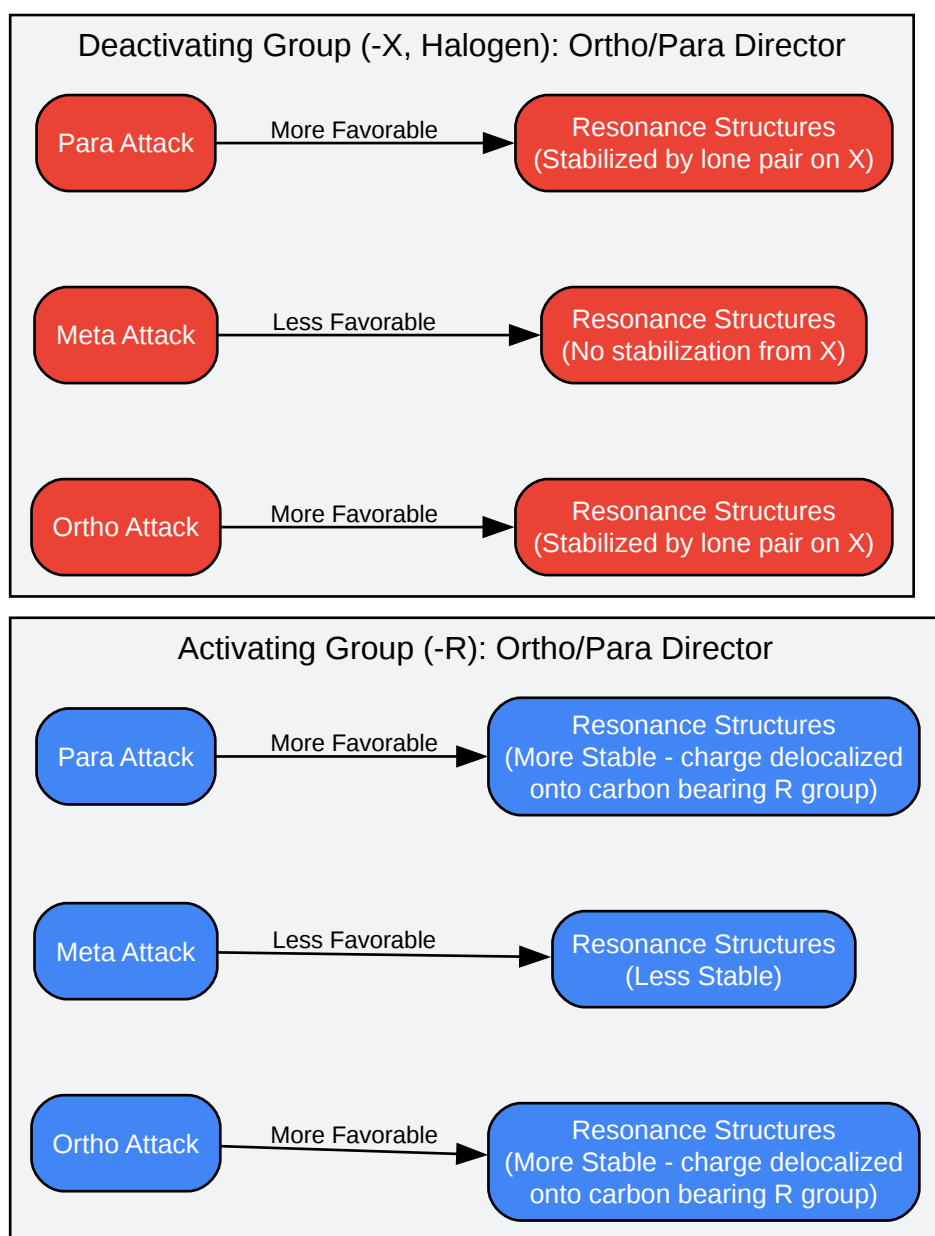 Deactivating Group (-X, Halogen): Ortho/Para Director
Para Attack
More Favorable
Resonance Structures
(Stabilized by lone pair on X)
Meta Attack
Less Favorable
Resonance Structures
(No stabilization from X)
Ortho Attack
More Favorable
Resonance Structures
(Stabilized by lone pair on X)
Activating Group (-R): Ortho/Para Director
Para Attack
More Favorable
Resonance Structures
(More Stable - charge delocalized
onto carbon bearing R group)
Meta Attack
Less Favorable
Resonance Structures
(Less Stable)
Ortho Attack
More Favorable
Resonance Structures
(More Stable - charge delocalized
onto carbon bearing R group)